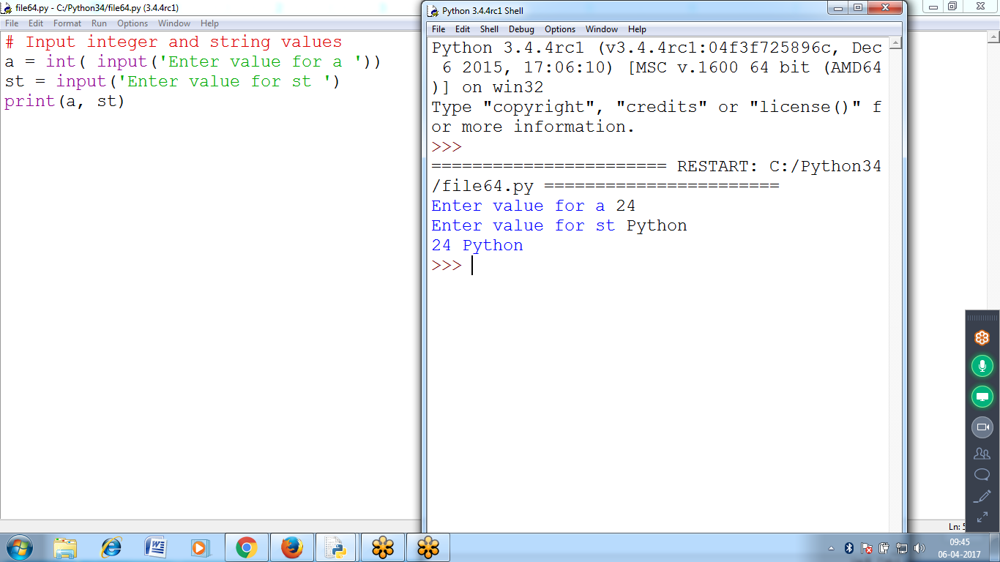 file64.py - C:/Python34/file64.py (3.4.4rc1)
File Edit Format Run Options Window Help
# Input integer and string values
a = int( input('Enter value for a '))
st = input('Enter value for st ')
print(a, st)
Python 3.4.4rc1 Shell
File Edit Shell Debug Options Window Help
Python 3.4.4rc1 (v3.4.4rc1:04f3f725896c, Dec
 6 2015, 17:06:10) [MSC v.1600 64 bit (AMD64
)] on win32
Type "copyright", "credits" or "license()" f
or more information.
>>>
======================= RESTART: C:/Python34
/file64.py =======================
Enter value for a 24
Enter value for st Python
24 Python
>>>
Ln:
09:45
06-04-2017